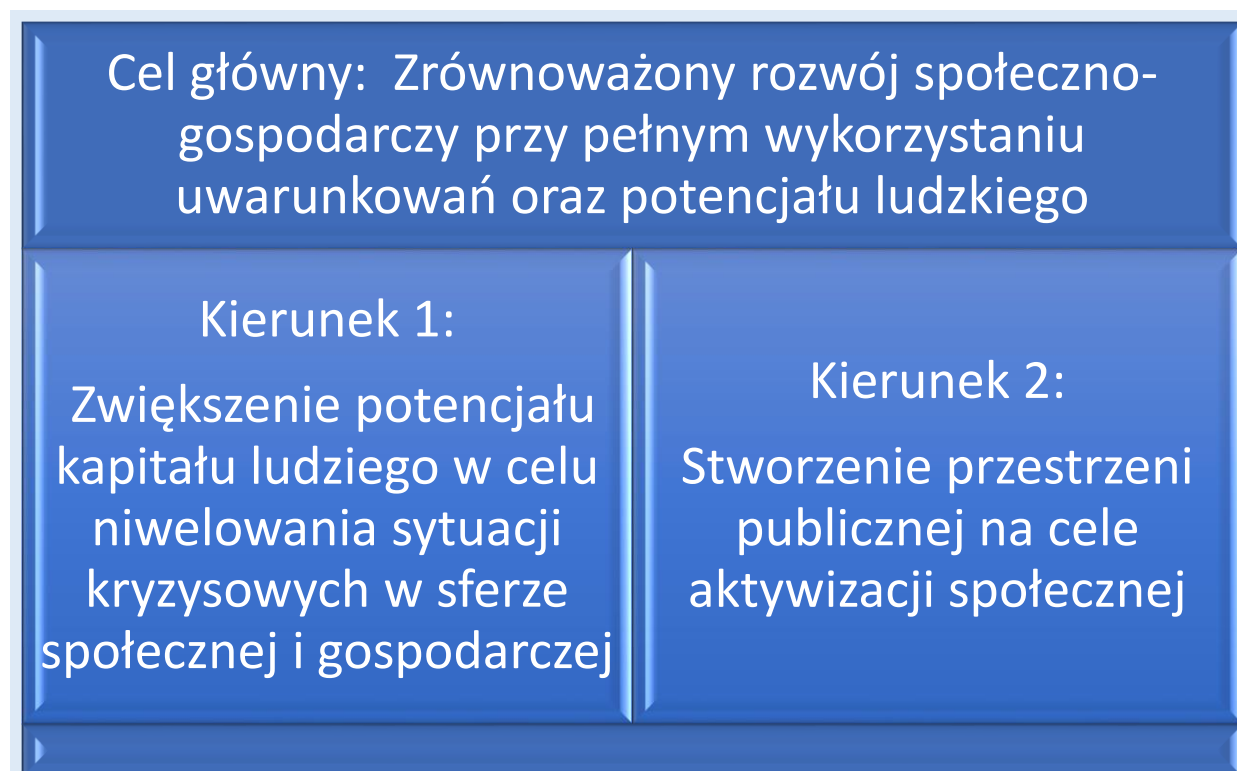 Cel główny:  Zrównoważony rozwój społeczno-
gospodarczy przy pełnym wykorzystaniu
uwarunkowań oraz potencjału ludzkiego
Kierunek 1:
Zwiększenie potencjału
kapitału ludziego w celu
niwelowania sytuacji
kryzysowych w sferze
społecznej i gospodarczej
Kierunek 2:
Stworzenie przestrzeni
publicznej na cele
aktywizacji społecznej